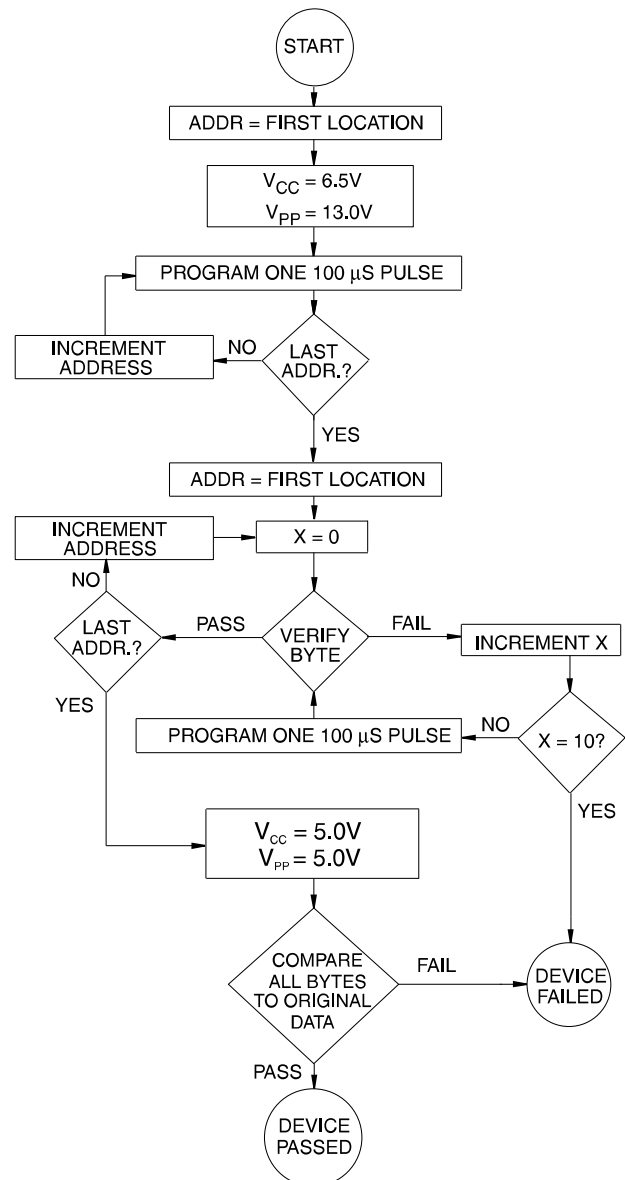 START
ADDR = FIRST LOCATION
VCC = 6.5V
VPP = 13.0V
PROGRAM ONE 100 µS PULSE
INCREMENT
ADDRESS
NO
LAST
ADDR.?
YES
ADDR = FIRST LOCATION
INCREMENT
ADDRESS
X = 0
NO
LAST
ADDR.?
PASS
VERIFY
BYTE
FAIL
INCREMENT X
YES
PROGRAM ONE 100 µS PULSE
NO
X = 10?
YES
VCC = 5.0V
VPP = 5.0V
COMPARE
ALL BYTES
TO ORIGINAL
DATA
FAIL
DEVICE
FAILED
PASS
DEVICE
PASSED